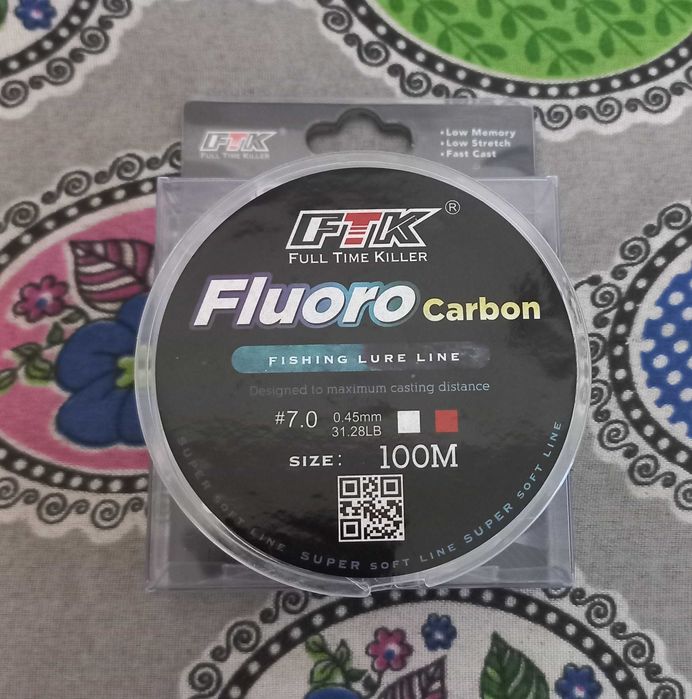 FTK
FULL TIME KILLER
• Low Memory
• Low Stretch
• Fast Cast
FTK®
FULL TIME KILLER
Fluoro Carbon
FISHING LURE LINE
Designed to maximum casting distance
#7.0 0.45mm
31.28LB
SIZE: 100M
SUPER SOFT LINE SUPER SOFT LINE SUPER SOFT LINE